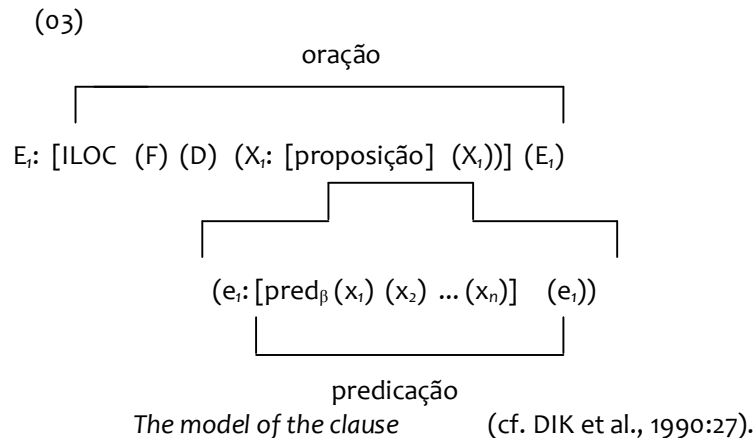 (03)
oração
E₁: [ILOC (F) (D) (X₁: [proposição] (X₁))] (E₁)
(e₁: [predᵦ (x₁) (x₂) ... (xₙ)] (e₁))
predicação
The model of the clause (cf. DIK et al., 1990:27).